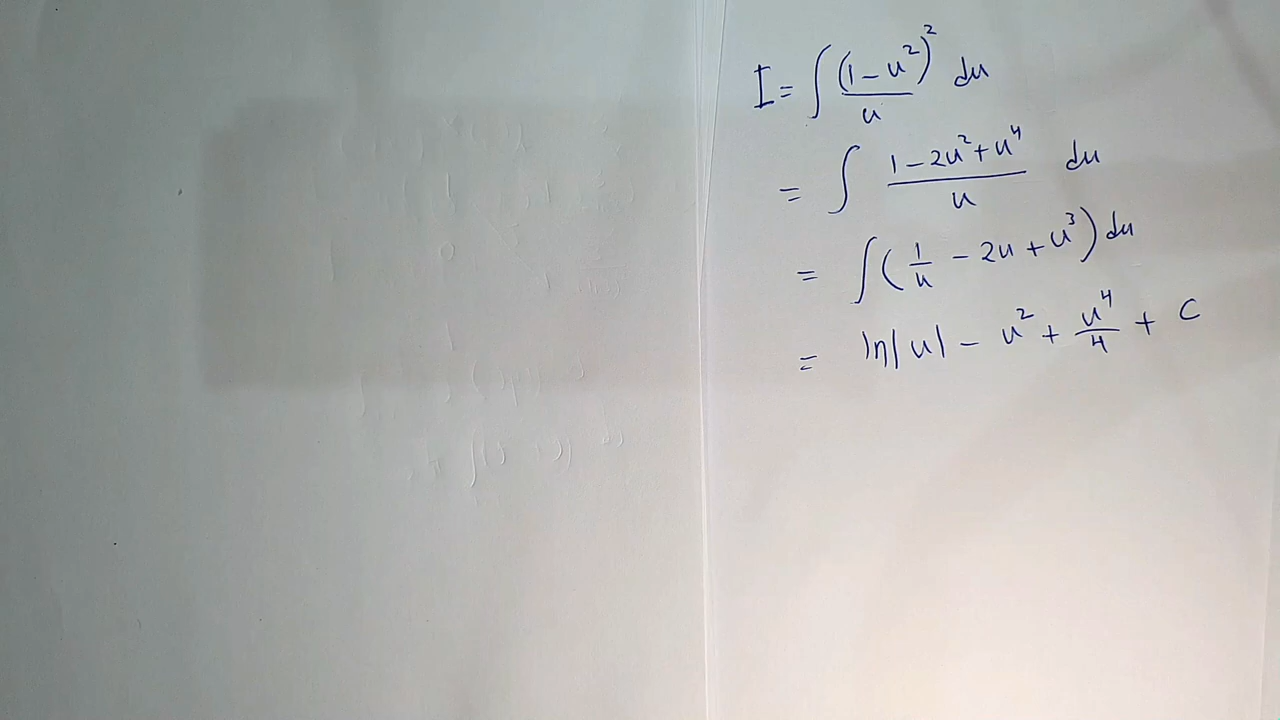 I = ∫ (1-u²)²/u du
= ∫ (1-2u²+u⁴)/u du
= ∫(1/u - 2u + u³) du
= ln|u| - u² + u⁴/4 + C